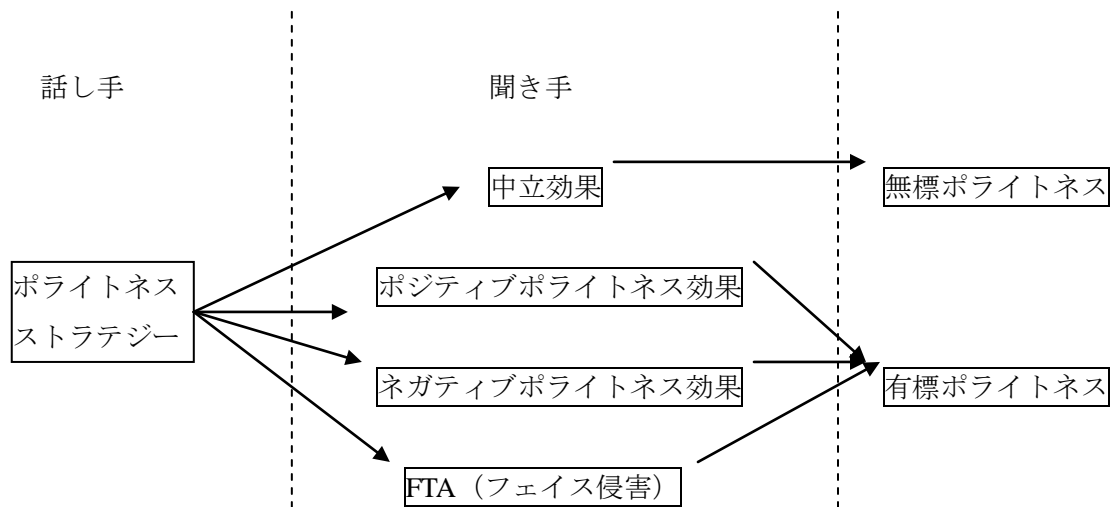 話し手
聞き手
中立効果
無標ポライトネス
ポライトネス
ストラテジー
ポジティブポライトネス効果
ネガティブポライトネス効果
有標ポライトネス
FTA（フェイス侵害）